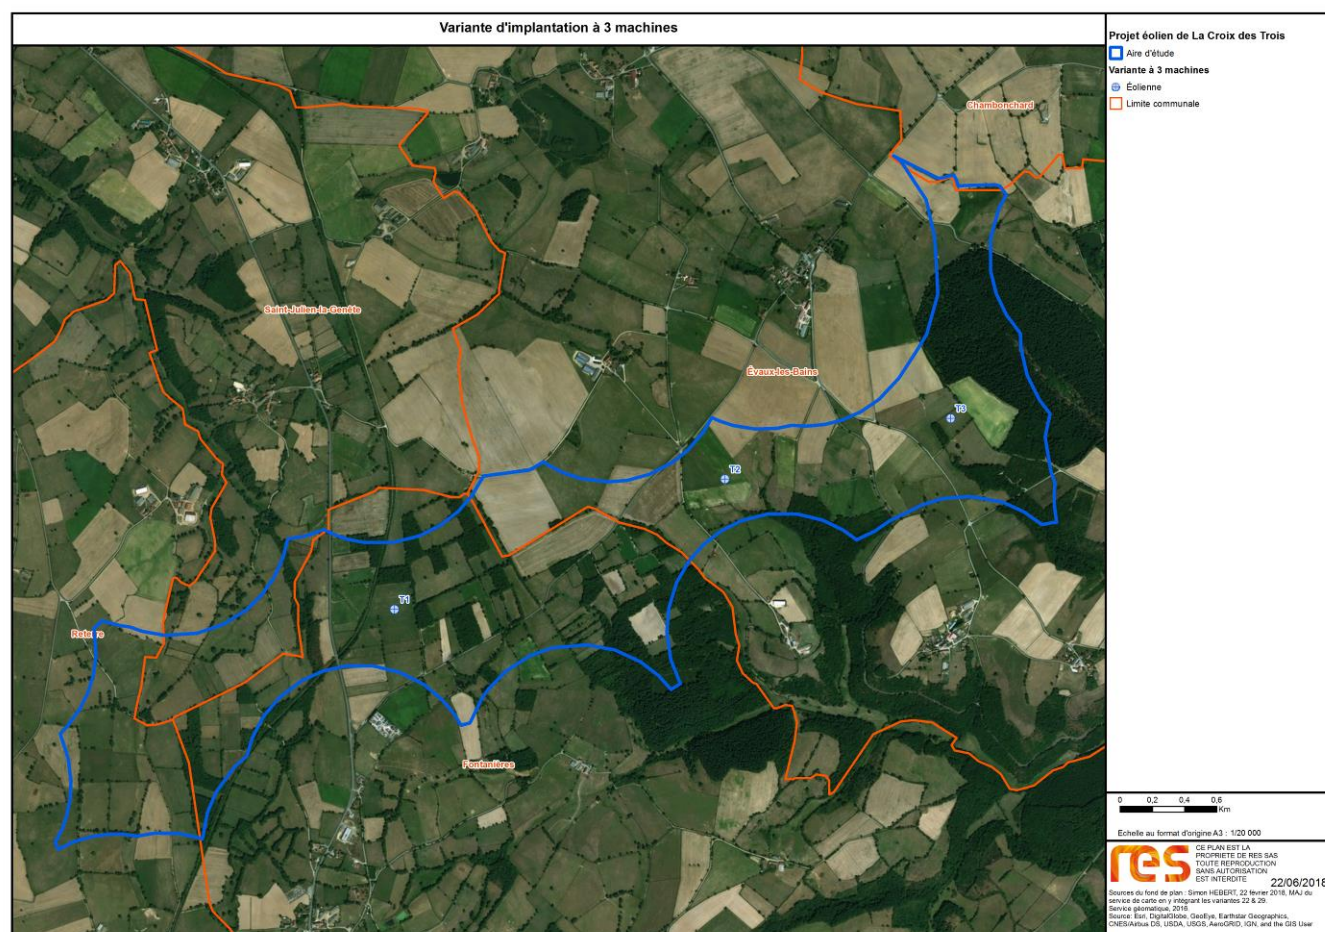 Variante d'implantation à 3 machines
Projet éolien de La Croix des Trois
Aire d'étude
Variante à 3 machines
Éolienne
Limite communale
Chambonchard
Saint-Julien-la-Genête
Évaux-les-Bains
T3
T2
T1
Reterre
Fontanières
0 0,2 0,4 0,6
Km
Echelle au format d'origine A3 : 1/20 000
res
CE PLAN EST LA
PROPRIETE DE RES SAS
TOUTE REPRODUCTION
SANS AUTORISATION
EST INTERDITE
22/06/2018
Sources du fond de plan : Simon HEBERT, 22 février 2018, MAJ du
service de carte en y intégrant les variantes 22 & 29.
Service géomatique, 2016
Source: Esri, DigitalGlobe, GeoEye, Earthstar Geographics,
CNES/Airbus DS, USDA, USGS, AeroGRID, IGN, and the GIS User